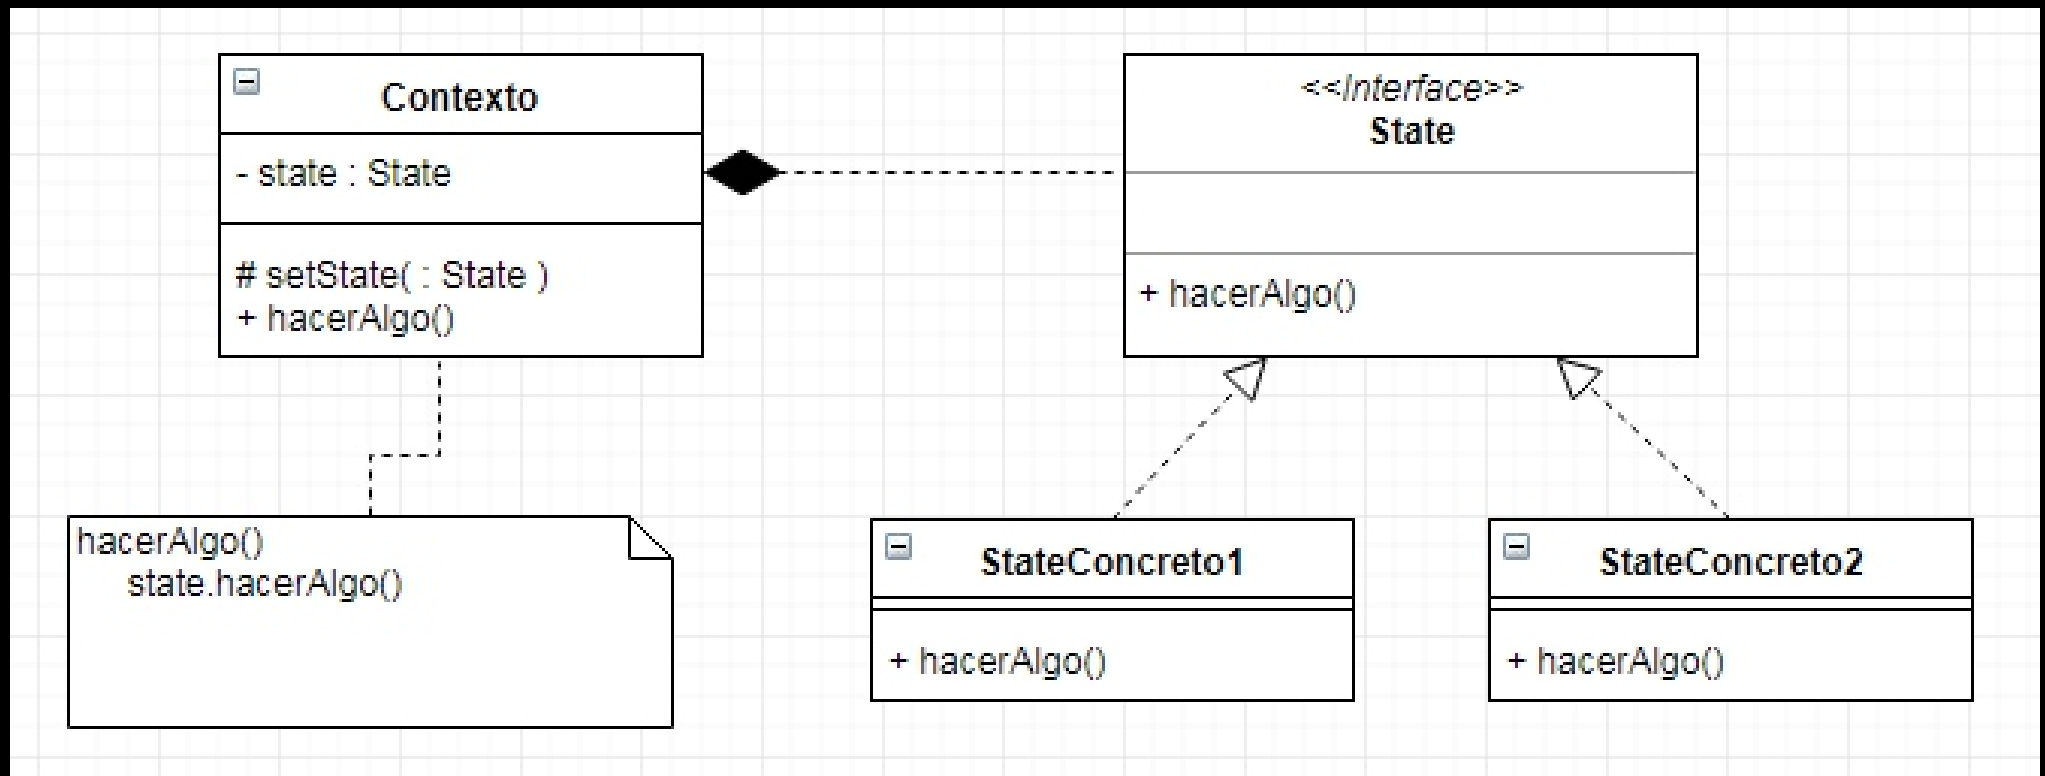 Contexto
- state : State
# setState( : State )
+ hacerAlgo()
<<Interface>>
State
+ hacerAlgo()
hacerAlgo()
state.hacerAlgo()
StateConcreto1
+ hacerAlgo()
StateConcreto2
+ hacerAlgo()